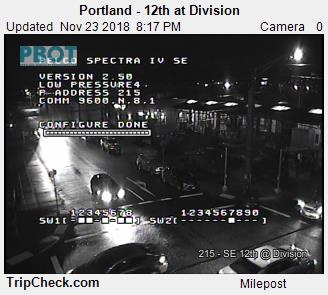 Portland - 12th at Division
Updated Nov 23 2018 8:17 PM Camera 0
PBOT
PELCO SPECTRA IV SE
VERSION 2.50
LOW PRESSURE4.
P-ADDRESS 215
COMM 9600.N.8.1
CONFIGURE DONE
12345678 1234567890
SW1[ ] SW2[ ]
215 - SE 12th @ Division
TripCheck.com Milepost